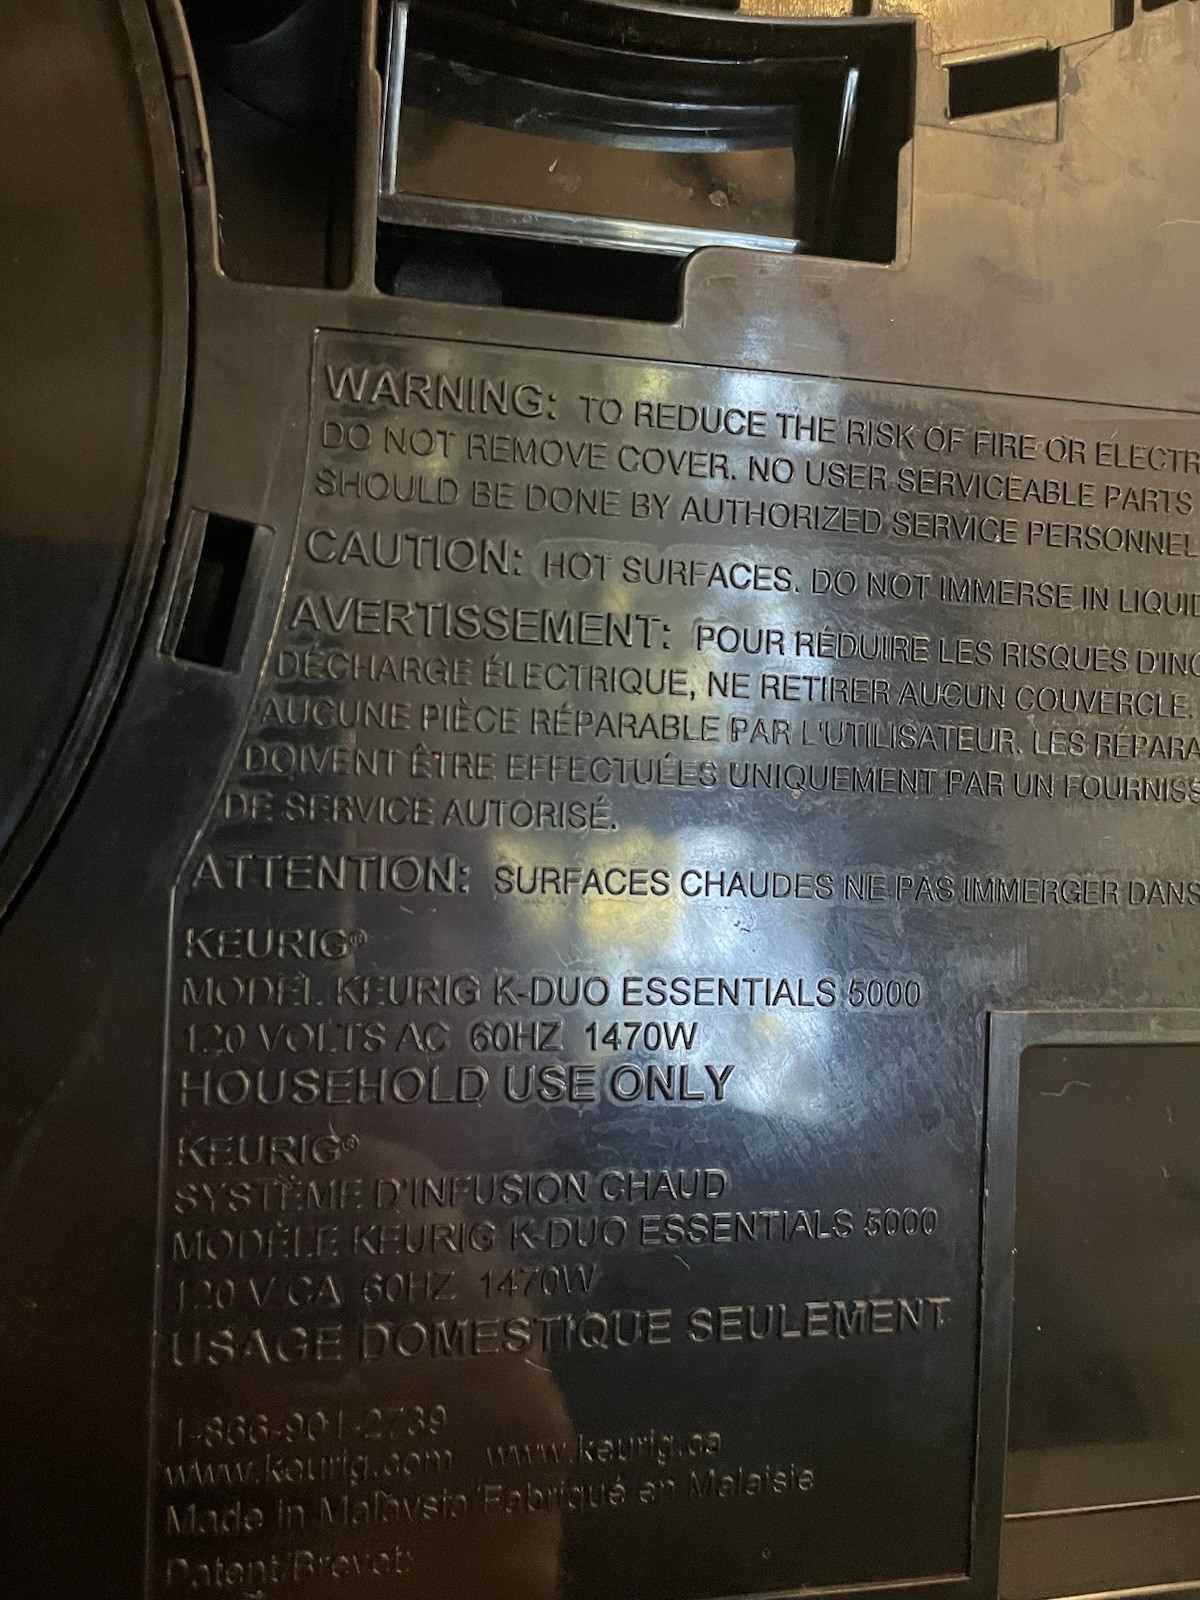 WARNING: TO REDUCE THE RISK OF FIRE OR ELECTR
DO NOT REMOVE COVER. NO USER SERVICEABLE PARTS
SHOULD BE DONE BY AUTHORIZED SERVICE PERSONNEL
CAUTION: HOT SURFACES. DO NOT IMMERSE IN LIQUI
AVERTISSEMENT: POUR RÉDUIRE LES RISQUES D'INC
DÉCHARGE ÉLECTRIQUE, NE RETIRER AUCUN COUVERCLE.
AUCUNE PIÈCE RÉPARABLE PAR L'UTILISATEUR. LES RÉPARA
DOIVENT ÊTRE EFFECTUÉES UNIQUEMENT PAR UN FOURNISS
DE SERVICE AUTORISÉ.
ATTENTION: SURFACES CHAUDES NE PAS IMMERGER DANS
KEURIG®
MODEL KEURIG K-DUO ESSENTIALS 5000
120 VOLTS AC 60HZ 1470W
HOUSEHOLD USE ONLY
KEURIG®
SYSTÈME D'INFUSION CHAUD
MODÈLE KEURIG K-DUO ESSENTIALS 5000
120 V CA 60HZ 1470W
USAGE DOMESTIQUE SEULEMENT
1-866-901-2739
www.keurig.com www.keurig.ca
Made in Malaysia/Fabriqué en Malaisie
Patent/Brevet: